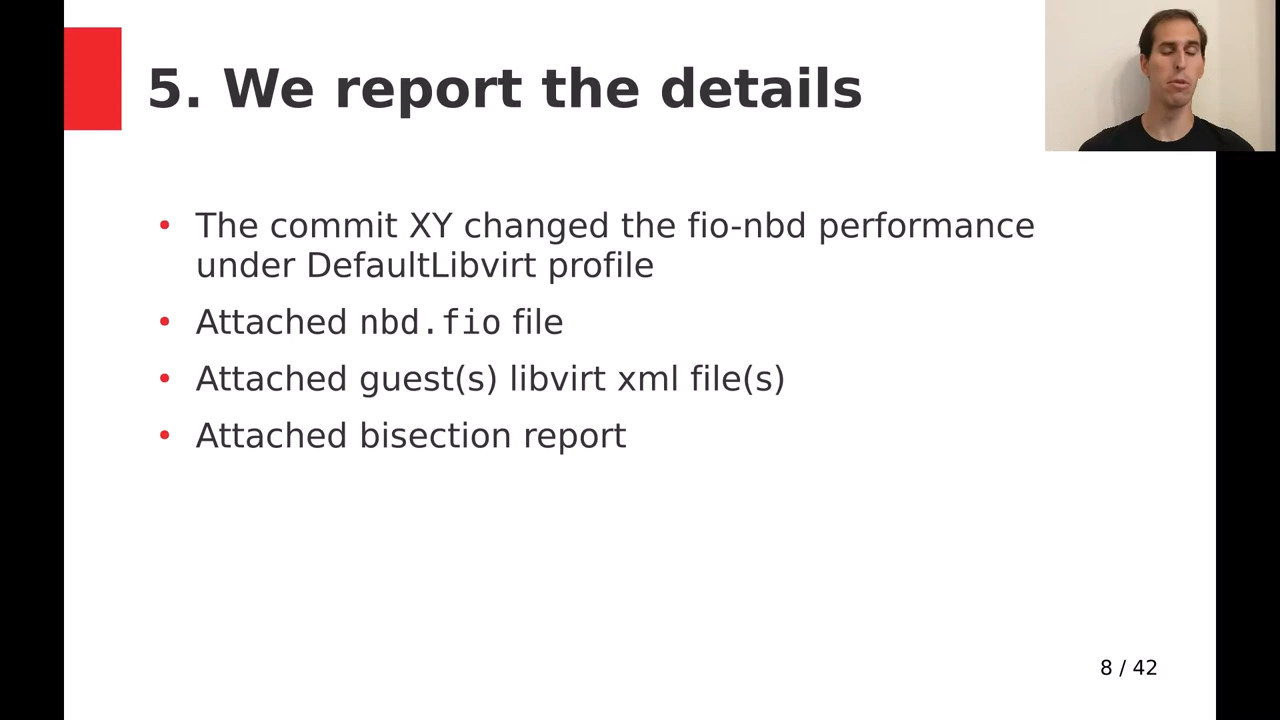 5. We report the details
• The commit XY changed the fio-nbd performance
under DefaultLibvirt profile
• Attached nbd.fio file
• Attached guest(s) libvirt xml file(s)
• Attached bisection report
8 / 42